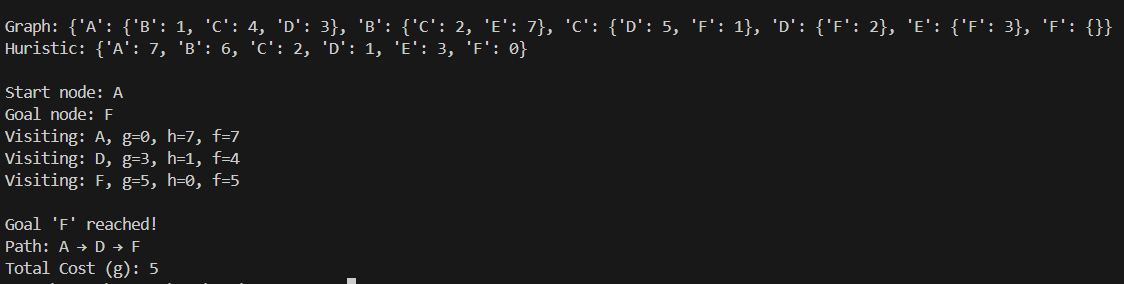 Graph: {'A': {'B': 1, 'C': 4, 'D': 3}, 'B': {'C': 2, 'E': 7}, 'C': {'D': 5, 'F': 1}, 'D': {'F': 2}, 'E': {'F': 3}, 'F': {}}
Huristic: {'A': 7, 'B': 6, 'C': 2, 'D': 1, 'E': 3, 'F': 0}
Start node: A
Goal node: F
Visiting: A, g=0, h=7, f=7
Visiting: D, g=3, h=1, f=4
Visiting: F, g=5, h=0, f=5
Goal 'F' reached!
Path: A → D → F
Total Cost (g): 5